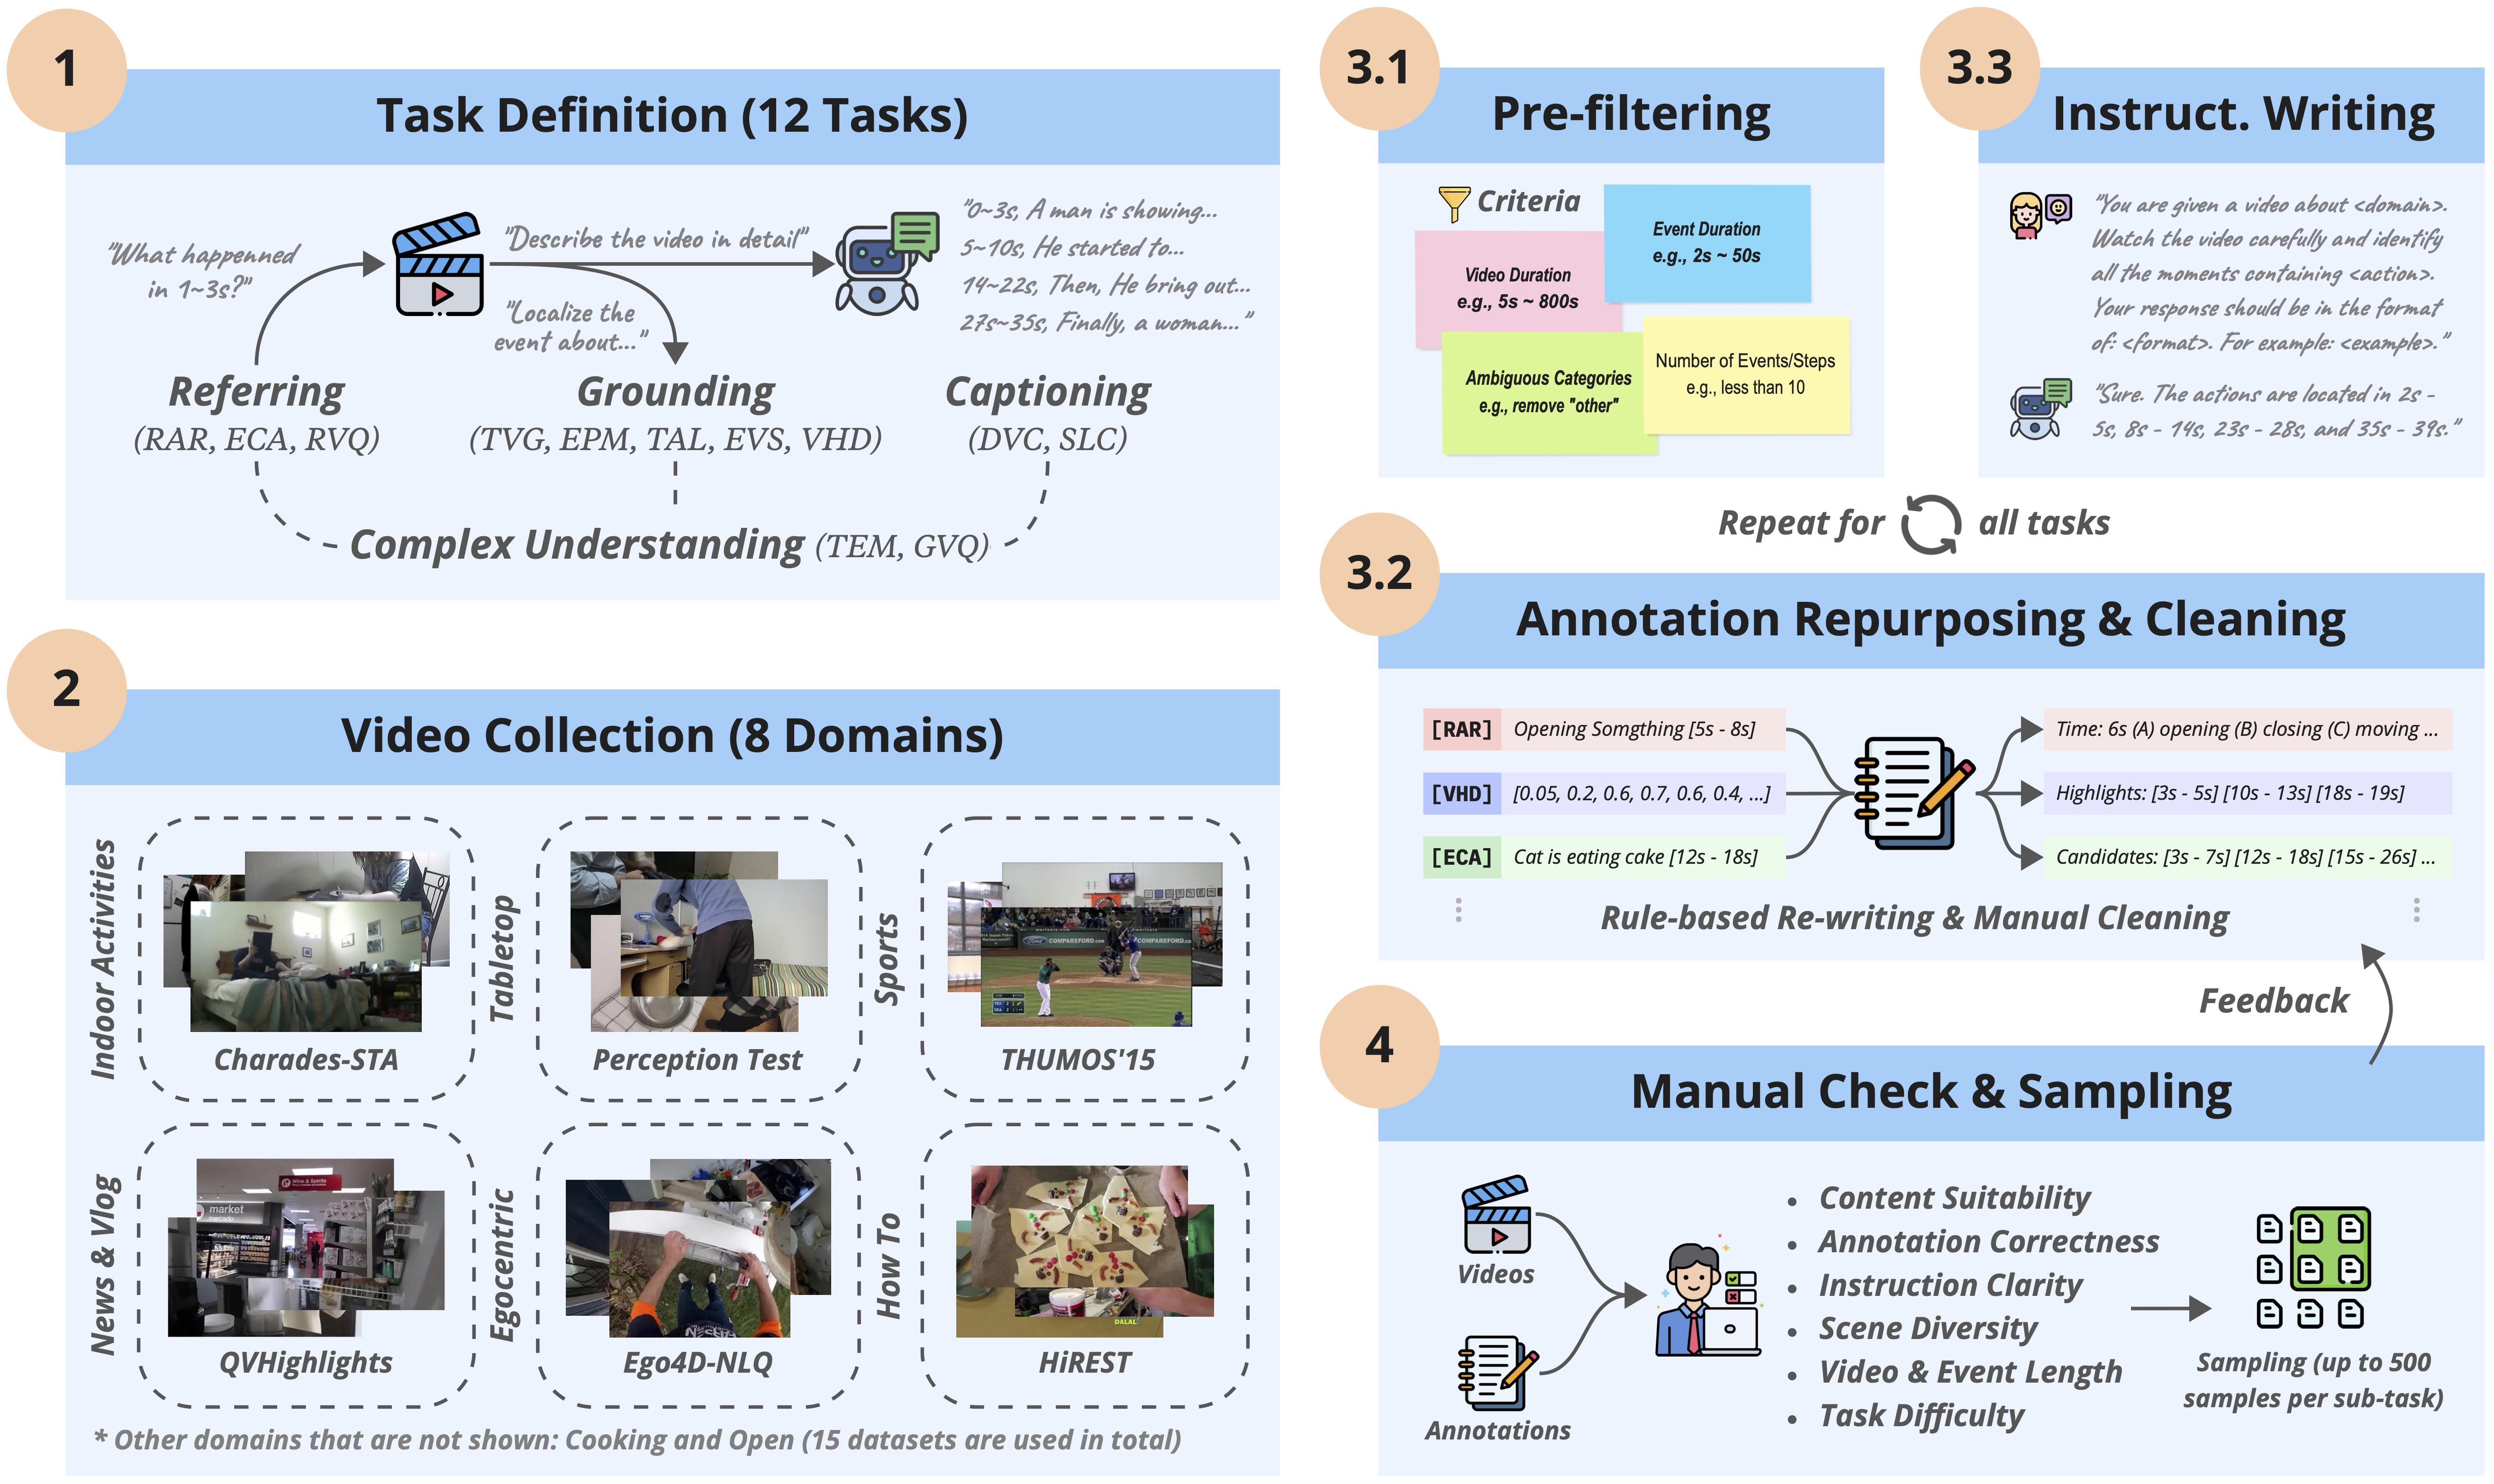 1
Task Definition (12 Tasks)
"What happenned
in 1~3s?"
"Describe the video in detail"
"Localize the
event about..."
"0~3s, A man is showing...
5~10s, He started to...
14~22s, Then, He bring out...
27s~35s, Finally, a woman..."
Referring
(RAR, ECA, RVQ)
Grounding
(TVG, EPM, TAL, EVS, VHD)
Captioning
(DVC, SLC)
Complex Understanding (TEM, GVQ)
2
Video Collection (8 Domains)
Indoor Activities
Charades-STA
Tabletop
Perception Test
Sports
COMPAREFORD.com
THUMOS'15
News & Vlog
Wine & Spirits
market
QVHighlights
Egocentric
Ego4D-NLQ
How To
DALAL
HiREST
* Other domains that are not shown: Cooking and Open (15 datasets are used in total)
3.1
Pre-filtering
Criteria
Event Duration
e.g., 2s ~ 50s
Video Duration
e.g., 5s ~ 800s
Number of Events/Steps
e.g., less than 10
Ambiguous Categories
e.g., remove "other"
3.3
Instruct. Writing
"You are given a video about <domain>.
Watch the video carefully and identify
all the moments containing <action>.
Your response should be in the format
of: <format>. For example: <example>."
"Sure. The actions are located in 2s -
5s, 8s - 14s, 23s - 28s, and 35s - 39s."
Repeat for all tasks
3.2
Annotation Repurposing & Cleaning
[RAR] Opening Somgthing [5s - 8s]
Time: 6s (A) opening (B) closing (C) moving ...
[VHD] [0.05, 0.2, 0.6, 0.7, 0.6, 0.4, ...]
Highlights: [3s - 5s] [10s - 13s] [18s - 19s]
[ECA] Cat is eating cake [12s - 18s]
Candidates: [3s - 7s] [12s - 18s] [15s - 26s] ...
Rule-based Re-writing & Manual Cleaning
Feedback
4
Manual Check & Sampling
Videos
Annotations
• Content Suitability
• Annotation Correctness
• Instruction Clarity
• Scene Diversity
• Video & Event Length
• Task Difficulty
Sampling (up to 500
samples per sub-task)